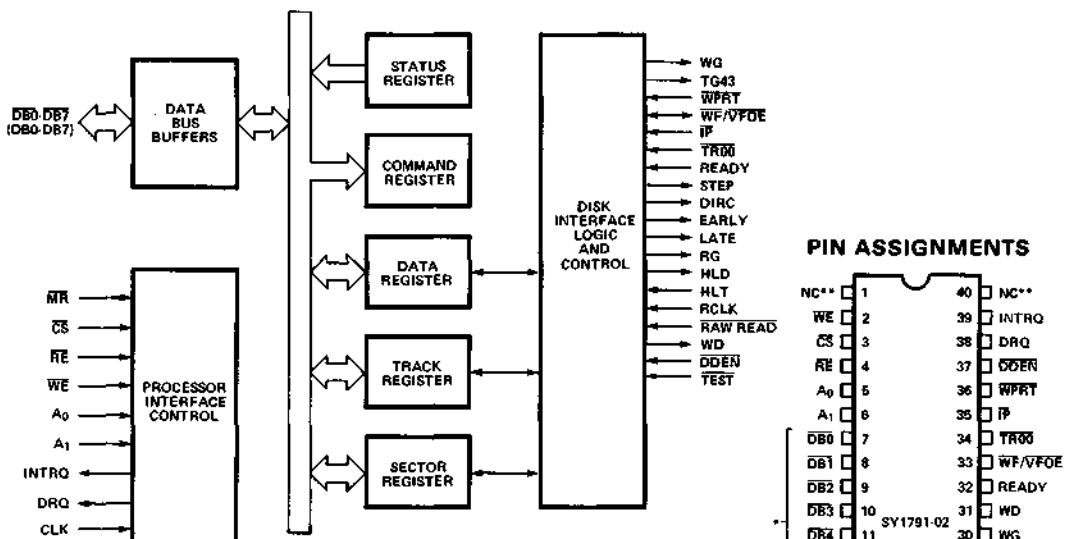 DB0-DB7
(DB0-DB7)
DATA
BUS
BUFFERS
MR
CS
RE
WE
A0
A1
INTRQ
DRQ
CLK
PROCESSOR
INTERFACE
CONTROL
STATUS
REGISTER
COMMAND
REGISTER
DATA
REGISTER
TRACK
REGISTER
SECTOR
REGISTER
DISK
INTERFACE
LOGIC
AND
CONTROL
WG
TG43
WPRT
WF/VFOE
IP
TR00
READY
STEP
DIRC
EARLY
LATE
RG
HLD
HLT
RCLK
RAW READ
WD
DDEN
TEST
PIN ASSIGNMENTS
NC** 1 40 NC**
WE 2 39 INTRQ
CS 3 38 DRQ
RE 4 37 DDEN
A0 5 36 WPRT
A1 6 35 IP
DB0 7 34 TR00
DB1 8 33 WF/VFOE
DB2 9 32 READY
DB3 10 31 WD
* SY1791-02
DB4 11 30 WG